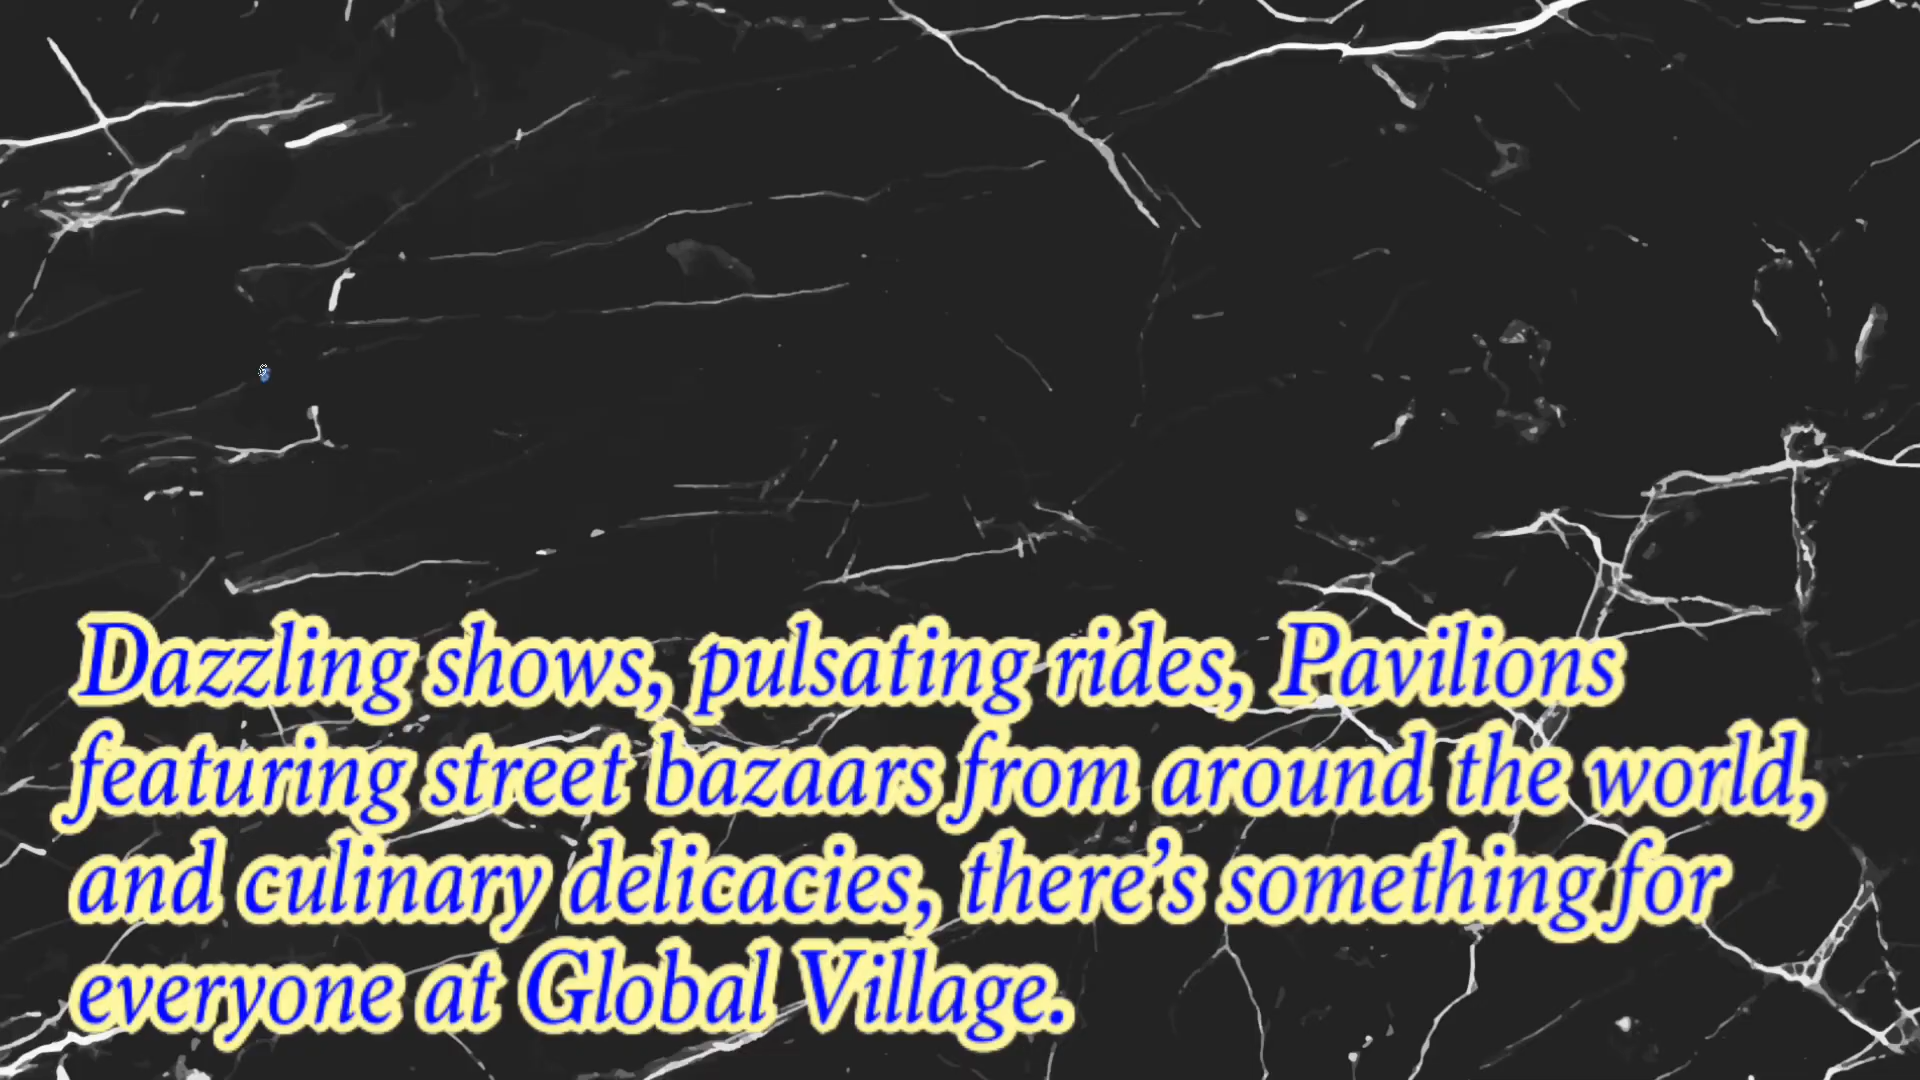 Dazzling shows, pulsating rides, Pavilions
featuring street bazaars from around the world,
and culinary delicacies, there’s something for
everyone at Global Village.